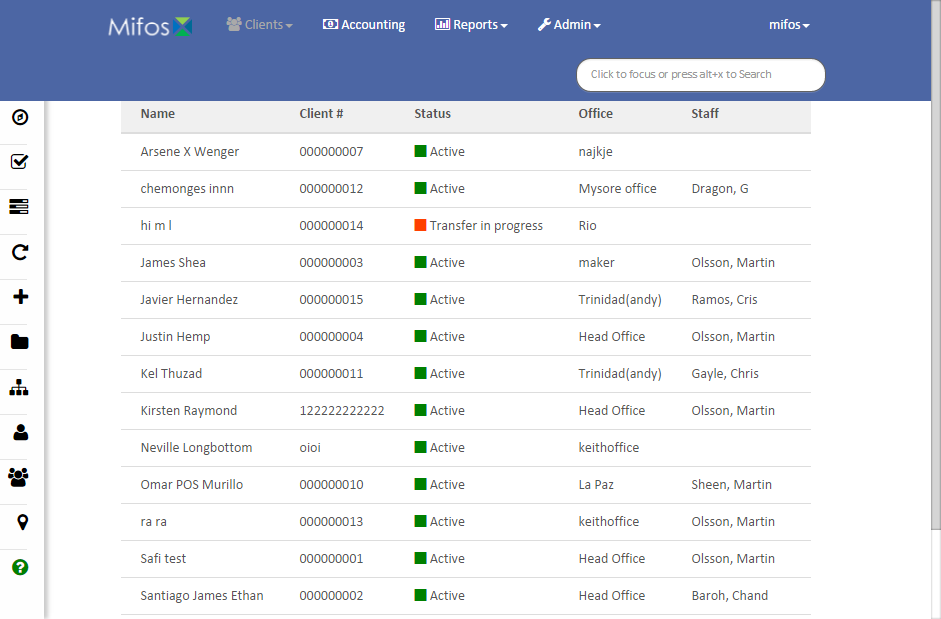 Mifos Clients Accounting Reports Admin mifos
Click to focus or press alt+x to Search
Name Client # Status Office Staff
Arsene X Wenger 000000007 Active najkje
chemonges innn 000000012 Active Mysore office Dragon, G
hi m l 000000014 Transfer in progress Rio
James Shea 000000003 Active maker Olsson, Martin
Javier Hernandez 000000015 Active Trinidad(andy) Ramos, Cris
Justin Hemp 000000004 Active Head Office Olsson, Martin
Kel Thuzad 000000011 Active Trinidad(andy) Gayle, Chris
Kirsten Raymond 122222222222 Active Head Office Olsson, Martin
Neville Longbottom oioi Active keithoffice
Omar POS Murillo 000000010 Active La Paz Sheen, Martin
ra ra 000000013 Active keithoffice Olsson, Martin
Safi test 000000001 Active Head Office Olsson, Martin
Santiago James Ethan 000000002 Active Head Office Baroh, Chand